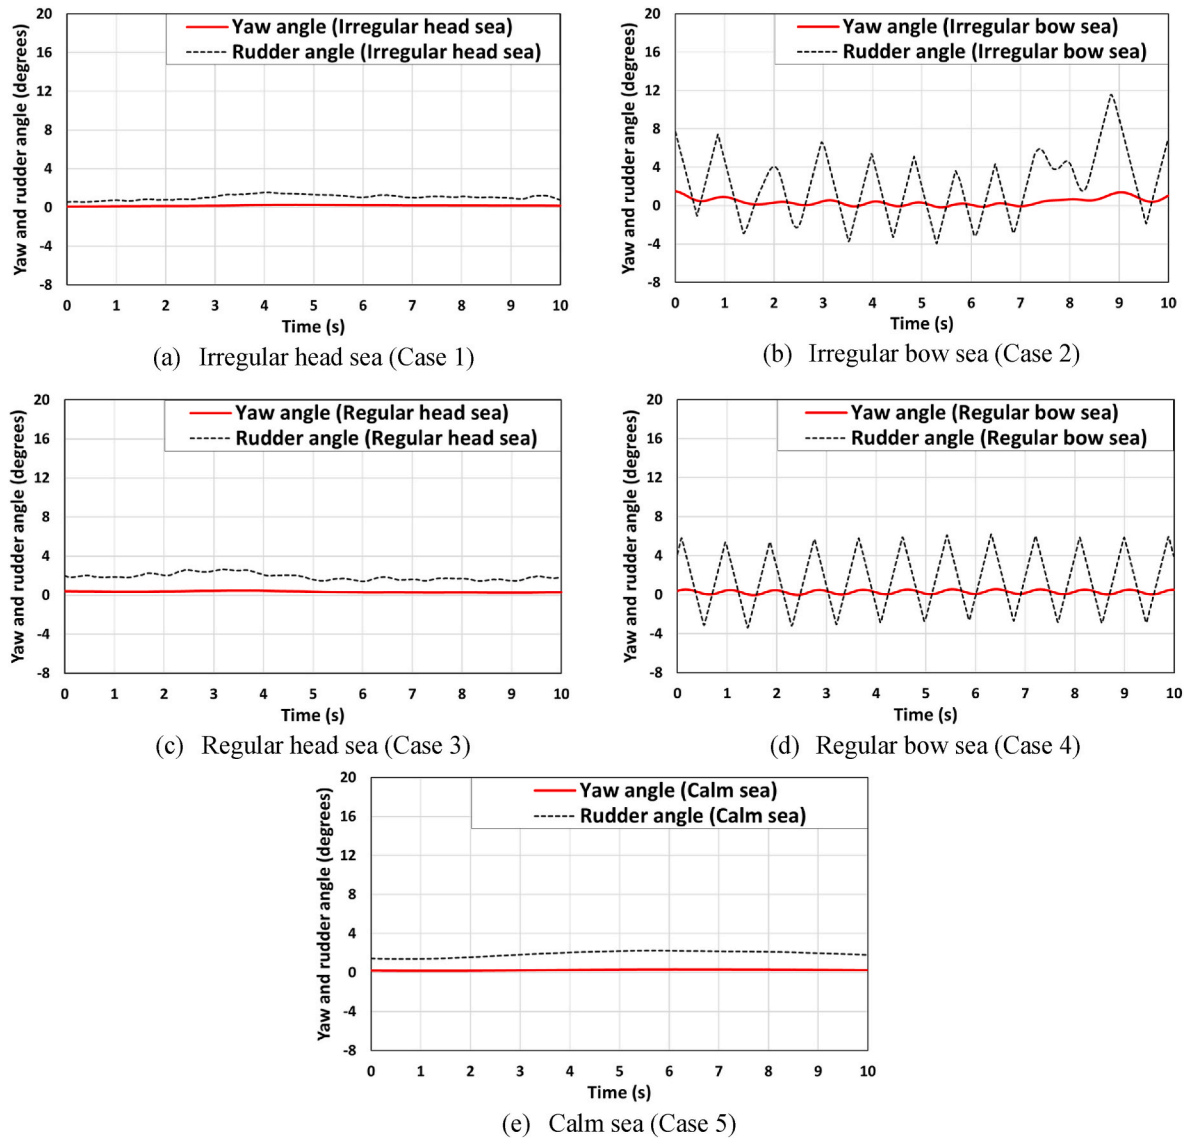 Yaw angle (Irregular head sea)
Rudder angle (Irregular head sea)
Yaw and rudder angle (degrees)
20
16
12
8
4
0
-4
-8
0 1 2 3 4 5 6 7 8 9 10
Time (s)
(a) Irregular head sea (Case 1)
Yaw angle (Irregular bow sea)
Rudder angle (Irregular bow sea)
Yaw and rudder angle (degrees)
20
16
12
8
4
0
-4
-8
0 1 2 3 4 5 6 7 8 9 10
Time (s)
(b) Irregular bow sea (Case 2)
Yaw angle (Regular head sea)
Rudder angle (Regular head sea)
Yaw and rudder angle (degrees)
20
16
12
8
4
0
-4
-8
0 1 2 3 4 5 6 7 8 9 10
Time (s)
(c) Regular head sea (Case 3)
Yaw angle (Regular bow sea)
Rudder angle (Regular bow sea)
Yaw and rudder angle (degrees)
20
16
12
8
4
0
-4
-8
0 1 2 3 4 5 6 7 8 9 10
Time (s)
(d) Regular bow sea (Case 4)
Yaw angle (Calm sea)
Rudder angle (Calm sea)
Yaw and rudder angle (degrees)
20
16
12
8
4
0
-4
-8
0 1 2 3 4 5 6 7 8 9 10
Time (s)
(e) Calm sea (Case 5)